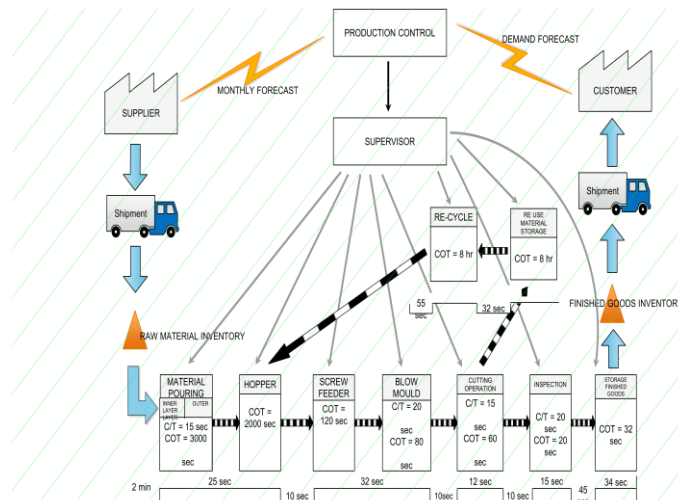 PRODUCTION CONTROL
DEMAND FORECAST
MONTHLY FORECAST
SUPPLIER
CUSTOMER
SUPERVISOR
Shipment
Shipment
RE-CYCLE
COT = 8 hr
RE USE
MATERIAL
STORAGE
COT = 8 hr
55
sec
32 sec
RAW MATERIAL INVENTORY
FINISHED GOODS INVENTORY
MATERIAL
POURING
INNER
LAYER
LAYER
OUTER
C/T = 15 sec
COT = 3000
sec
HOPPER
COT =
2000 sec
SCREW
FEEDER
COT =
120 sec
BLOW
MOULD
C/T = 20
sec
COT = 80
sec
CUTTING
OPERATION
C/T = 15
sec
COT = 60
sec
INSPECTION
C/T = 20
sec
COT = 20
sec
STORAGE
FINISHED
GOODS
COT = 32
sec
2 min
25 sec
10 sec
32 sec
10sec
12 sec
10 sec
15 sec
45
34 sec